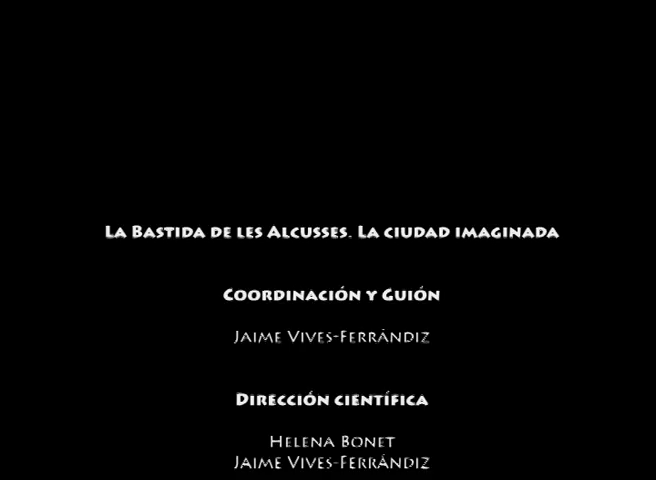 La Bastida de les Alcusses. La ciudad imaginada
Coordinación y Guión
Jaime Vives-Ferrándiz
Dirección científica
Helena Bonet
Jaime Vives-Ferrándiz